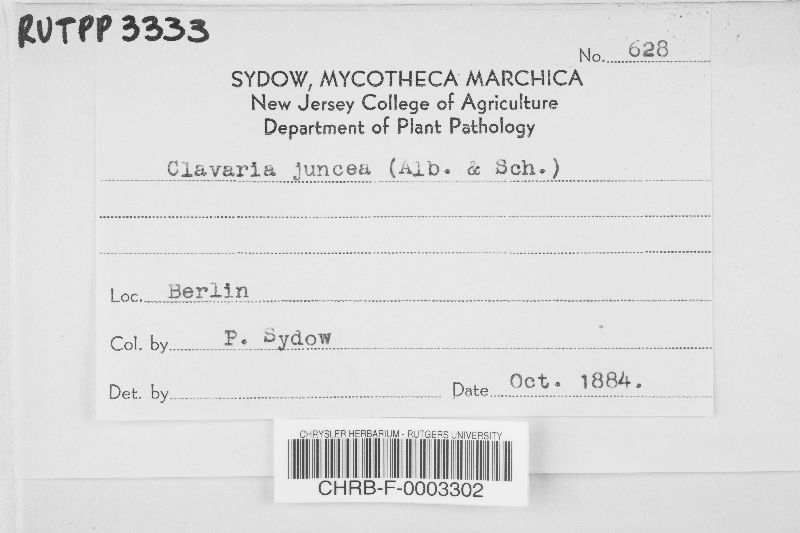 RUTPP 3333
No. 628
SYDOW, MYCOTHECA MARCHICA
New Jersey College of Agriculture
Department of Plant Pathology
Clavaria juncea (Alb. & Sch.)
Loc. Berlin
Col. by P. Sydow
Det. by
Date Oct. 1884.
CHRYSLER HERBARIUM - RUTGERS UNIVERSITY
CHRB-F-0003302